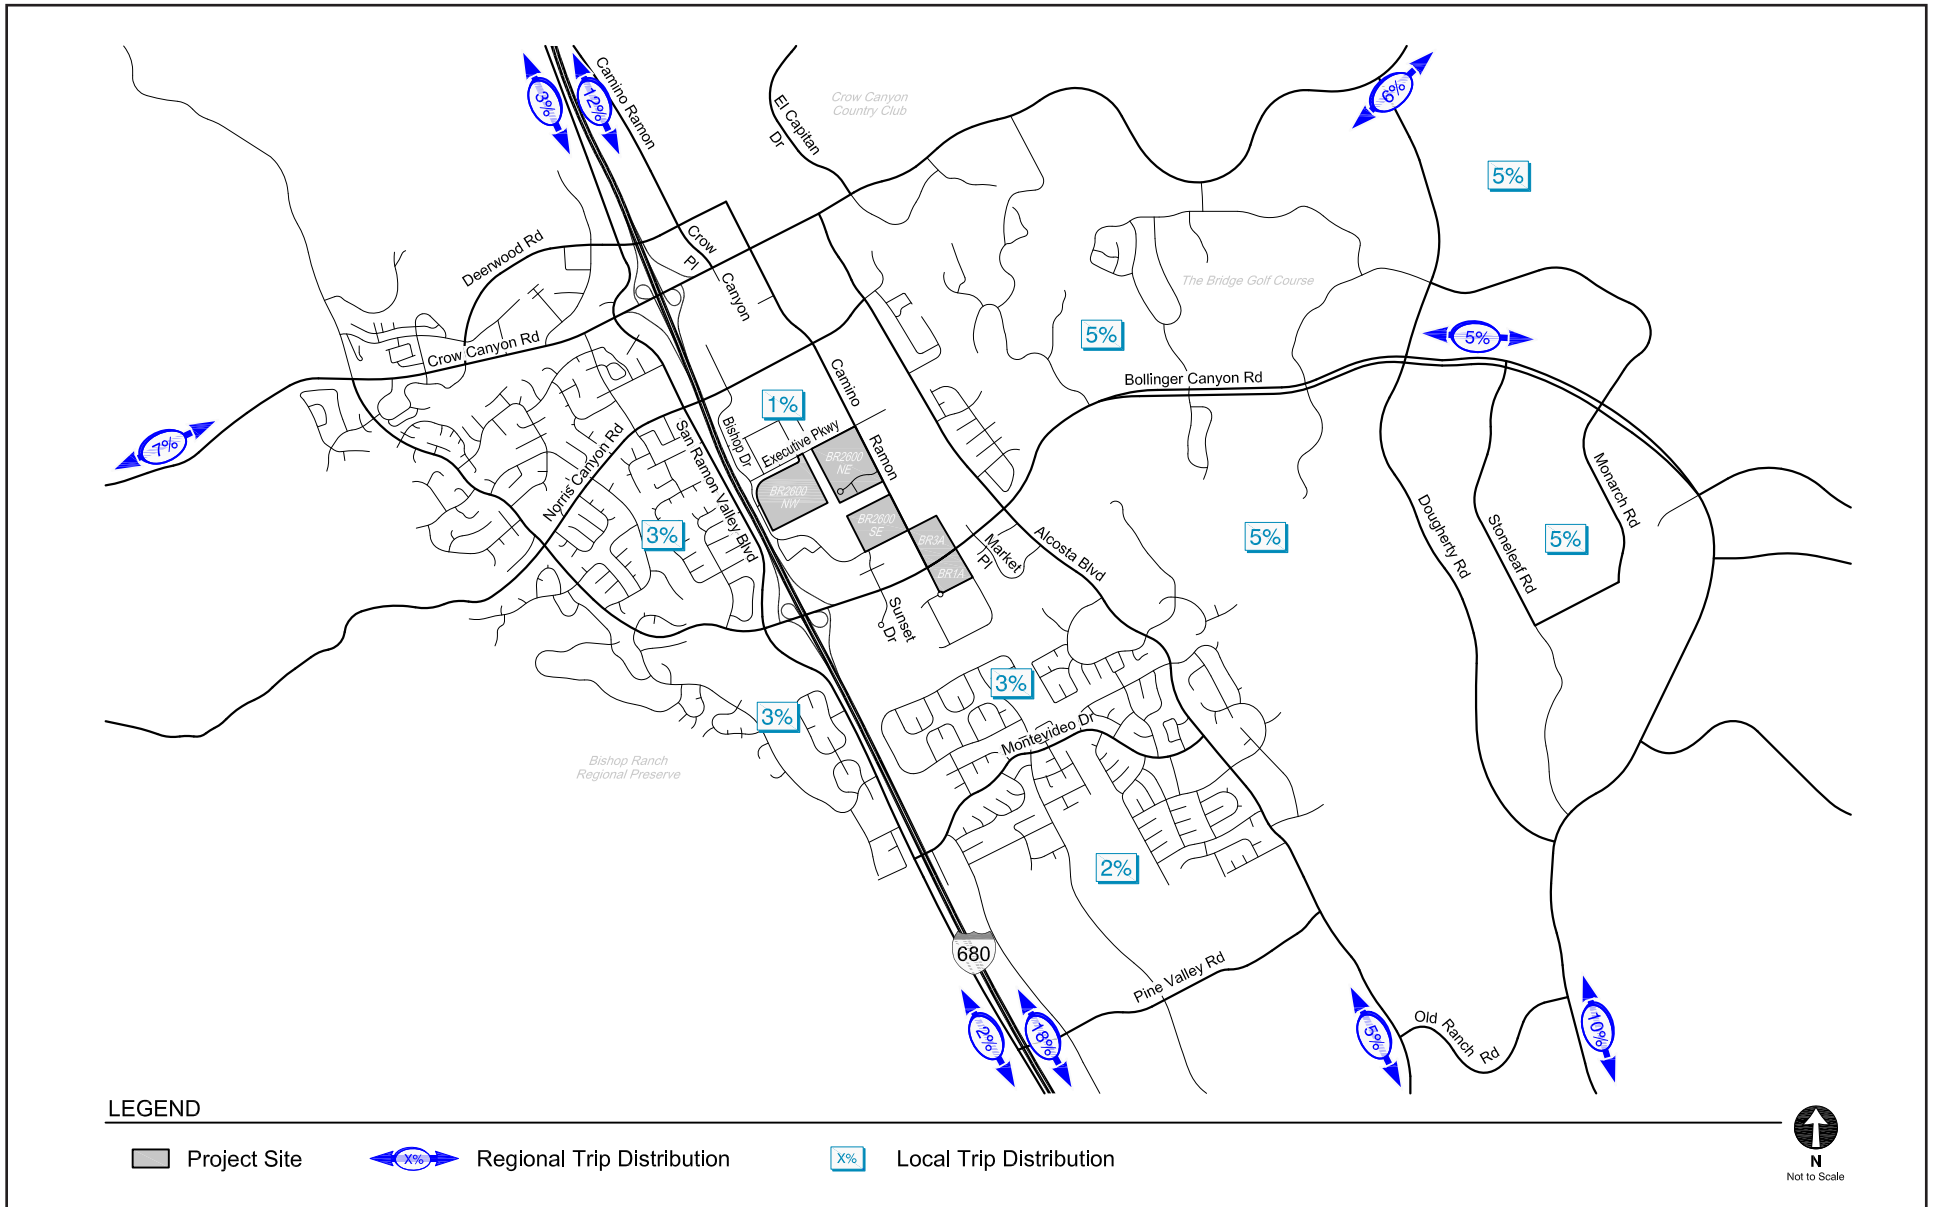 3%
12%
Camino Ramon
El Capitan
Dr
Crow Canyon
Country Club
6%
5%
Deerwood Rd
Crow
Pl
Canyon
The Bridge Golf Course
5%
5%
Crow Canyon Rd
Bollinger Canyon Rd
Camino
1%
Ramon
7%
Norris Canyon Rd
San Ramon Valley Blvd
Bishop Dr
Executive Pkwy
BR2600
NE
BR2600
NW
BR2600
SE
BR3A
BR1A
Market
Pl
Alcosta Blvd
3%
5%
Dougherty Rd
Stoneleaf Rd
5%
Monarch Rd
Sunset
Dr
3%
3%
Montevideo Dr
Bishop Ranch
Regional Preserve
2%
680
Pine Valley Rd
2%
18%
5%
Old Ranch
Rd
10%
LEGEND
Project Site
X%
Regional Trip Distribution
X%
Local Trip Distribution
N
Not to Scale